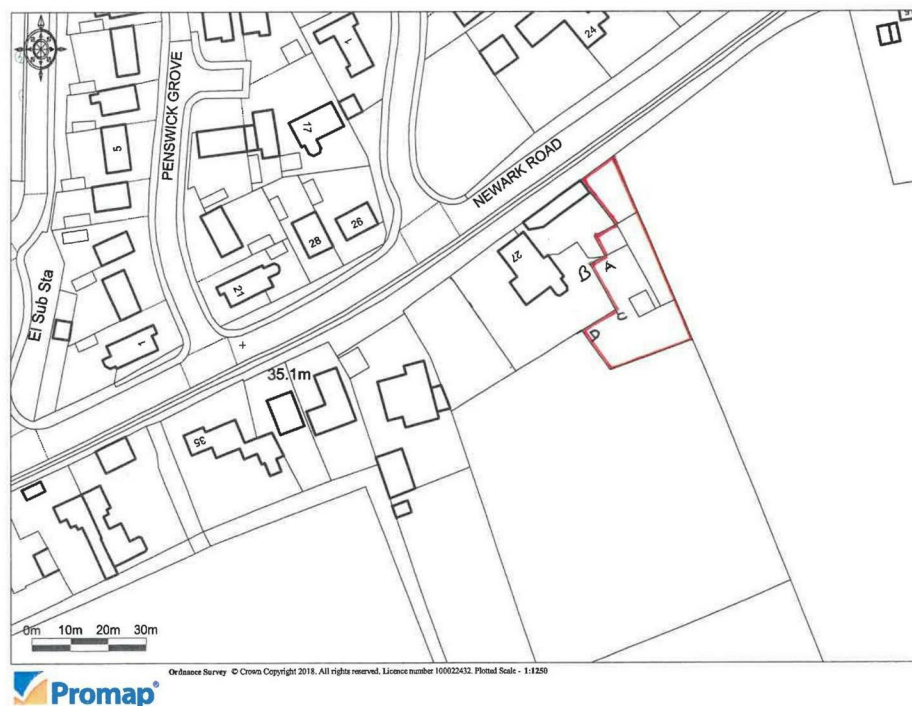 24
1
17
PENSWICK GROVE
5
NEWARK ROAD
28
26
27
21
El Sub Sta
1
35.1m
35
A
B
C
D
0m 10m 20m 30m
Ordnance Survey © Crown Copyright 2018. All rights reserved. Licence number 100022432. Plotted Scale - 1:1250
Promap®